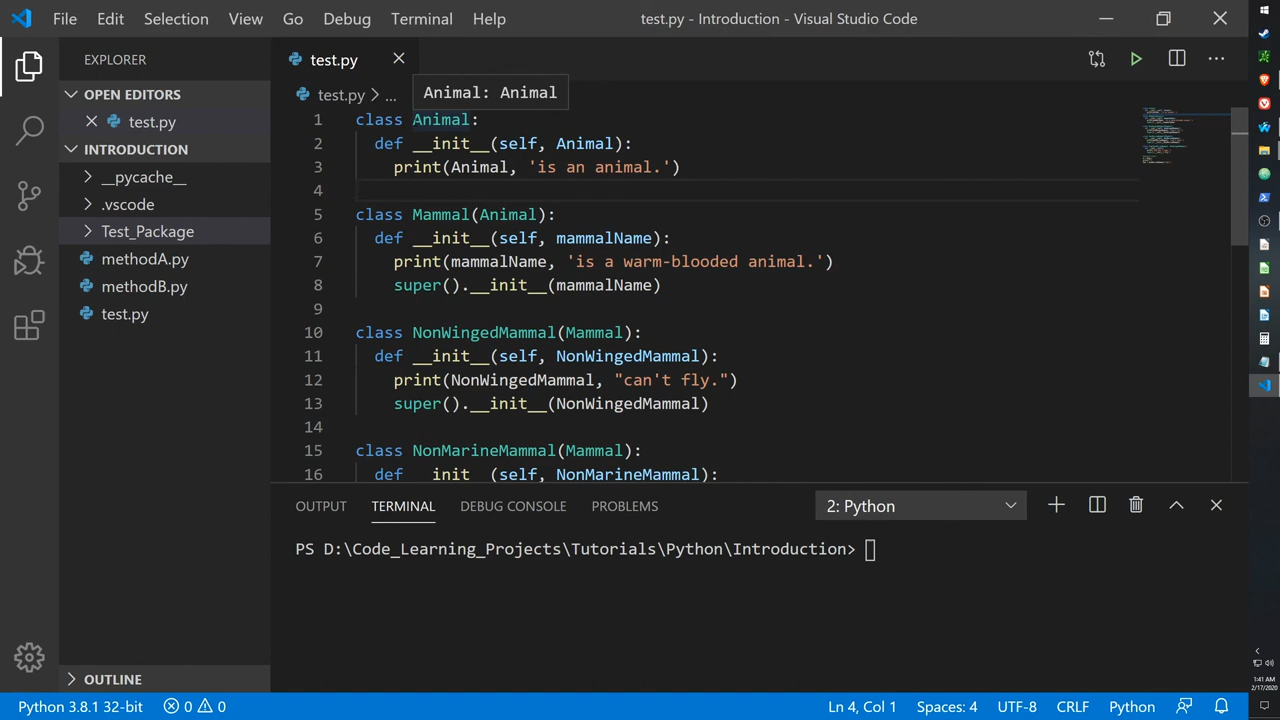 File Edit Selection View Go Debug Terminal Help
test.py - Introduction - Visual Studio Code
EXPLORER
OPEN EDITORS
test.py
INTRODUCTION
__pycache__
.vscode
Test_Package
methodA.py
methodB.py
test.py
OUTLINE
test.py
test.py > ...
Animal: Animal
1 class Animal:
2 def __init__(self, Animal):
3 print(Animal, 'is an animal.')
4
5 class Mammal(Animal):
6 def __init__(self, mammalName):
7 print(mammalName, 'is a warm-blooded animal.')
8 super().__init__(mammalName)
9
10 class NonWingedMammal(Mammal):
11 def __init__(self, NonWingedMammal):
12 print(NonWingedMammal, "can't fly.")
13 super().__init__(NonWingedMammal)
14
15 class NonMarineMammal(Mammal):
16 def __init__(self, NonMarineMammal):
OUTPUT TERMINAL DEBUG CONSOLE PROBLEMS 2: Python
PS D:\Code_Learning_Projects\Tutorials\Python\Introduction>
Python 3.8.1 32-bit 0 0 Ln 4, Col 1 Spaces: 4 UTF-8 CRLF Python
1:41 AM
2/17/2020